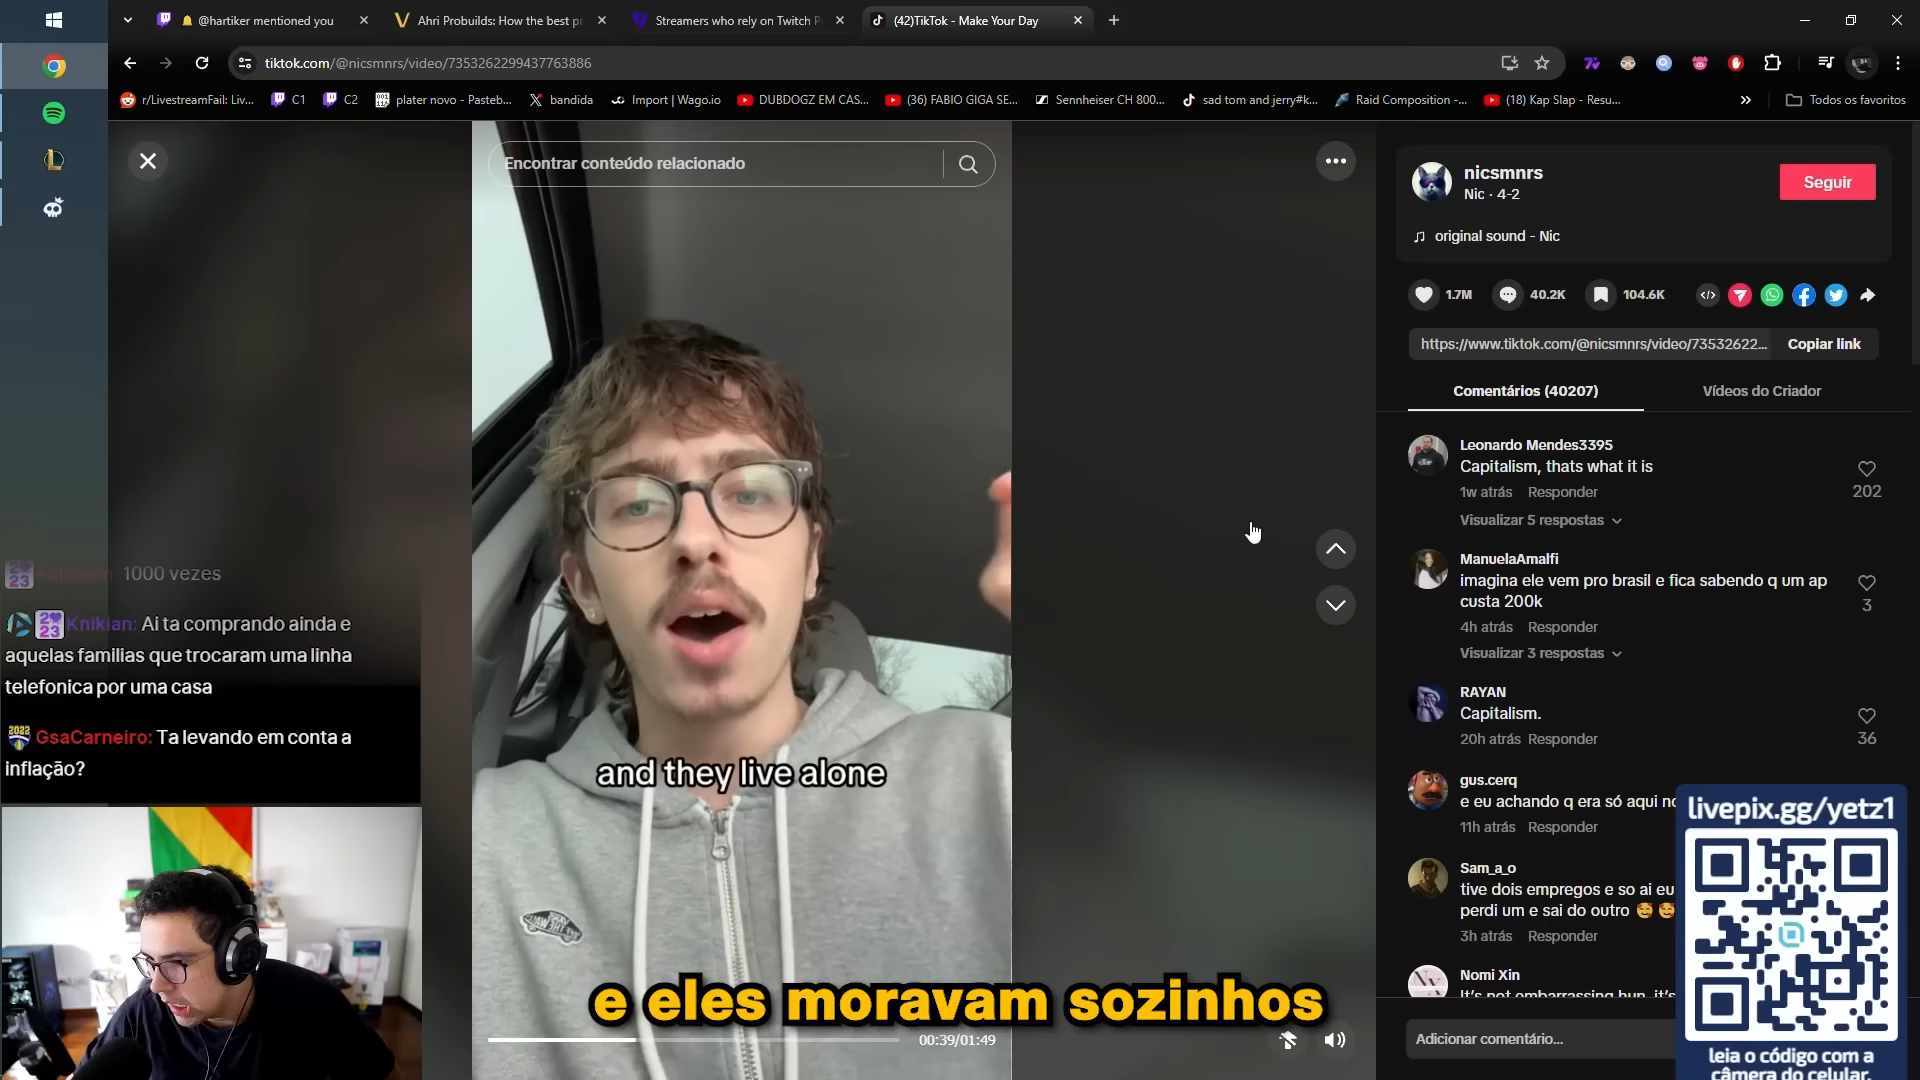 @hartiker mentioned you
Ahri Probuilds: How the best pr
Streamers who rely on Twitch P
(42)TikTok - Make Your Day
tiktok.com/@nicsmnrs/video/7353262299437763886
r/LivestreamFail: Liv...
C1
C2
plater novo - Pasteb...
bandida
Import | Wago.io
DUBDOGZ EM CAS...
(36) FABIO GIGA SE...
Sennheiser CH 800...
sad tom and jerry#k...
Raid Composition -...
(18) Kap Slap - Resu...
Todos os favoritos
Encontrar conteúdo relacionado
nicsmnrs
Nic · 4-2
Seguir
original sound - Nic
1.7M
40.2K
104.6K
https://www.tiktok.com/@nicsmnrs/video/73532622...
Copiar link
Comentários (40207)
Vídeos do Criador
Leonardo Mendes3395
Capitalism, thats what it is
1w atrás Responder
202
Visualizar 5 respostas
ManuelaAmalfi
imagina ele vem pro brasil e fica sabendo q um ap
custa 200k
3
4h atrás Responder
Visualizar 3 respostas
RAYAN
Capitalism.
20h atrás Responder
36
gus.cerq
e eu achando q era só aqui no
11h atrás Responder
Sam_a_o
tive dois empregos e so ai eu
perdi um e sai do outro 🥰 🥰
3h atrás Responder
Nomi Xin
It's not embarrassing hun, it's
Adicionar comentário...
1000 vezes
Knikian: Ai ta comprando ainda e
aquelas familias que trocaram uma linha
telefonica por uma casa
GsaCarneiro: Ta levando em conta a
inflação?
and they live alone
e eles moravam sozinhos
00:39/01:49
livepix.gg/yetz1
leia o código com a
câmera do celular.